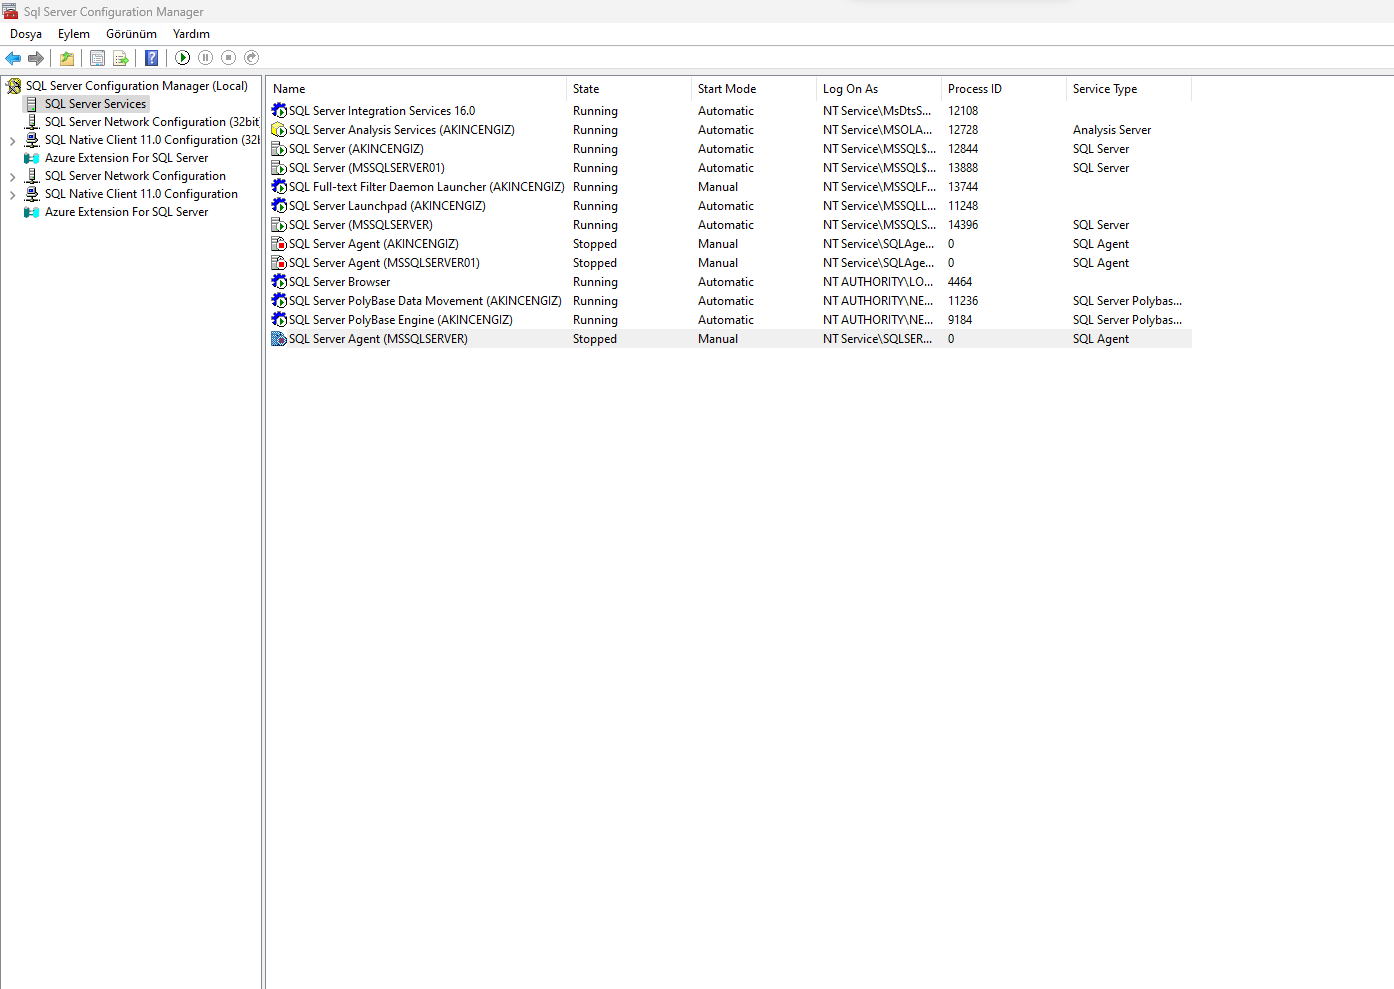 Sql Server Configuration Manager
Dosya Eylem Görünüm Yardım
SQL Server Configuration Manager (Local)
SQL Server Services
SQL Server Network Configuration (32bit
SQL Native Client 11.0 Configuration (32b
Azure Extension For SQL Server
SQL Server Network Configuration
SQL Native Client 11.0 Configuration
Azure Extension For SQL Server
Name State Start Mode Log On As Process ID Service Type
SQL Server Integration Services 16.0 Running Automatic NT Service\MsDtsS... 12108
SQL Server Analysis Services (AKINCENGIZ) Running Automatic NT Service\MSOLA... 12728 Analysis Server
SQL Server (AKINCENGIZ) Running Automatic NT Service\MSSQL$... 12844 SQL Server
SQL Server (MSSQLSERVER01) Running Automatic NT Service\MSSQL$... 13888 SQL Server
SQL Full-text Filter Daemon Launcher (AKINCENGIZ) Running Manual NT Service\MSSQLF... 13744
SQL Server Launchpad (AKINCENGIZ) Running Automatic NT Service\MSSQLL... 11248
SQL Server (MSSQLSERVER) Running Automatic NT Service\MSSQLS... 14396 SQL Server
SQL Server Agent (AKINCENGIZ) Stopped Manual NT Service\SQLAge... 0 SQL Agent
SQL Server Agent (MSSQLSERVER01) Stopped Manual NT Service\SQLAge... 0 SQL Agent
SQL Server Browser Running Automatic NT AUTHORITY\LO... 4464
SQL Server PolyBase Data Movement (AKINCENGIZ) Running Automatic NT AUTHORITY\NE... 11236 SQL Server Polybas...
SQL Server PolyBase Engine (AKINCENGIZ) Running Automatic NT AUTHORITY\NE... 9184 SQL Server Polybas...
SQL Server Agent (MSSQLSERVER) Stopped Manual NT Service\SQLSER... 0 SQL Agent